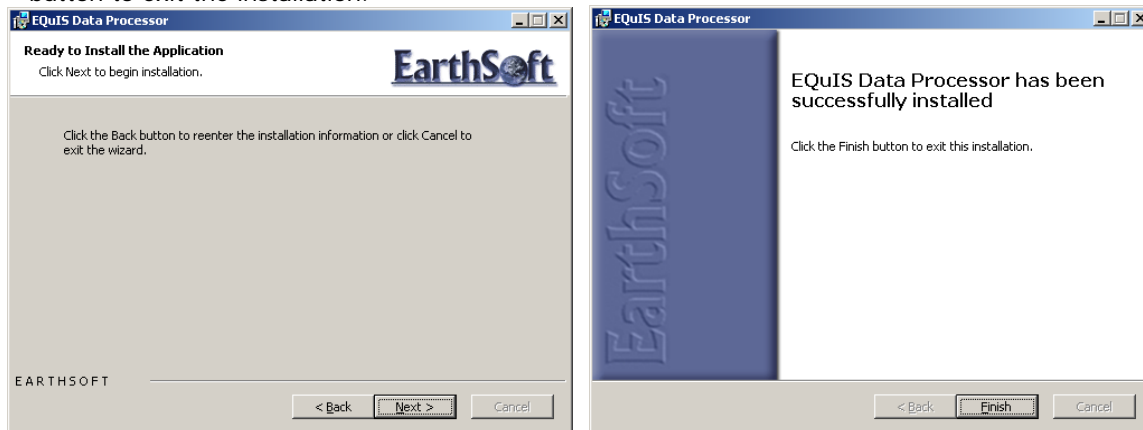 button to exit the installation.
EQuIS Data Processor
Ready to Install the Application
Click Next to begin installation.
EarthSoft
Click the Back button to reenter the installation information or click Cancel to
exit the wizard.
EARTHSOFT
< Back
Next >
Cancel
EQuIS Data Processor
EarthSoft
EQuIS Data Processor has been
successfully installed
Click the Finish button to exit this installation.
< Back
Finish
Cancel